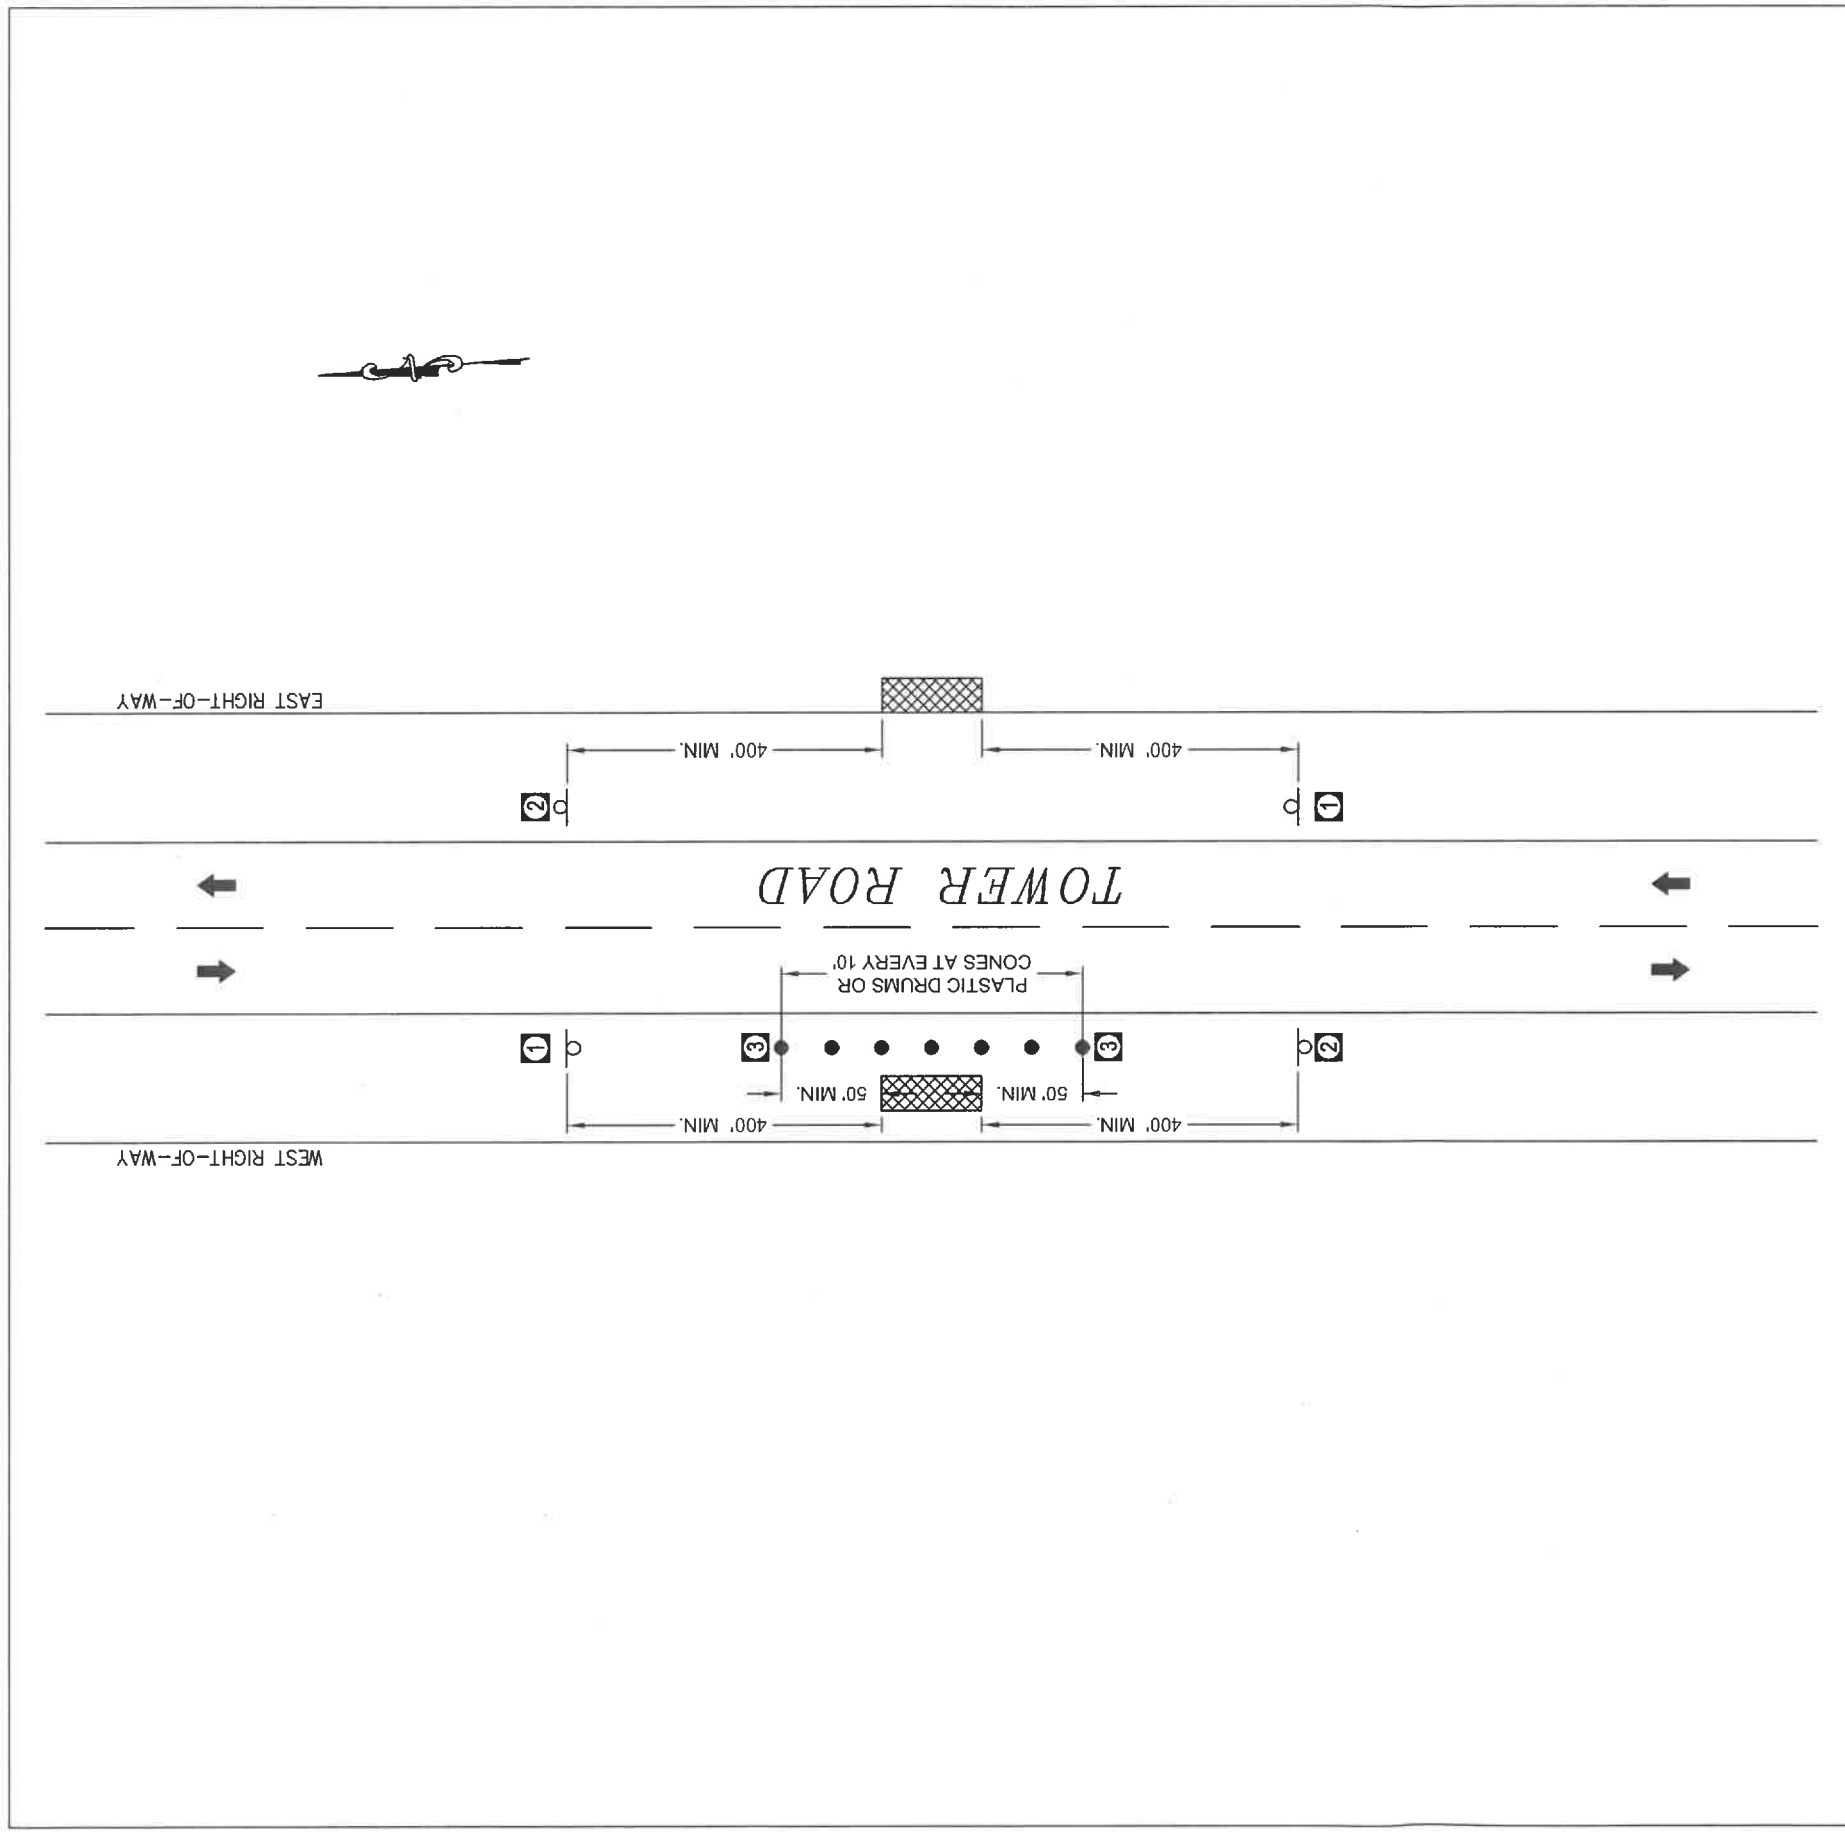 WEST RIGHT-OF-WAY
400' MIN.
400' MIN.
50' MIN.
50' MIN.
2
3
3
1
PLASTIC DRUMS OR
CONES AT EVERY 10'
TOWER ROAD
1
2
400' MIN.
400' MIN.
EAST RIGHT-OF-WAY